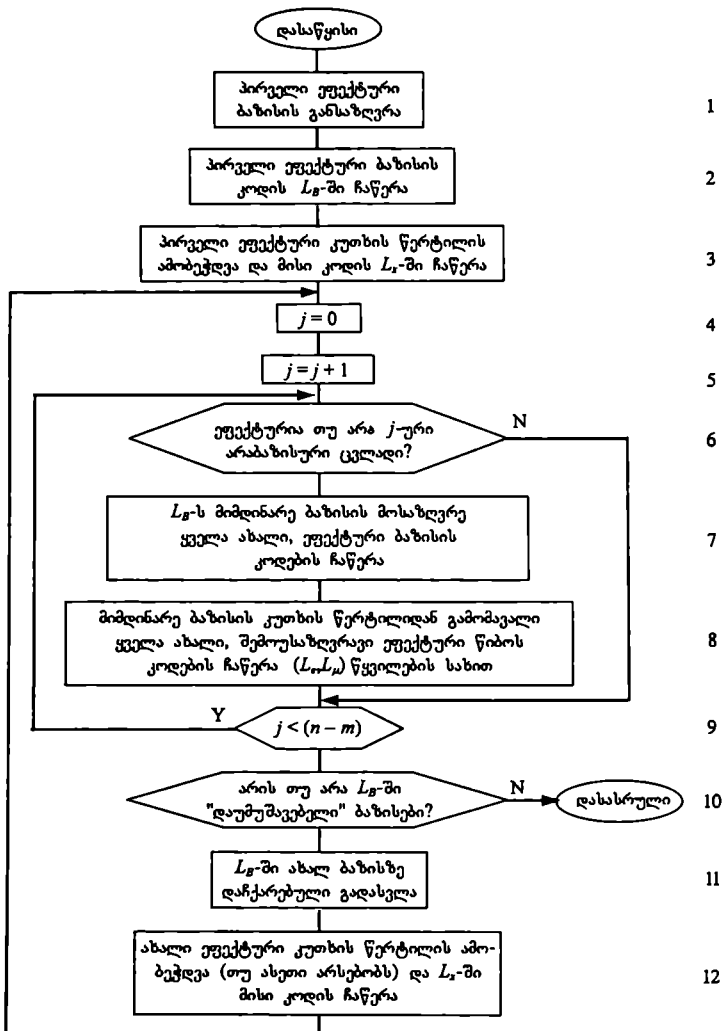 დასაწყისი
პირველი ეფექტური
ბაზისის განსაზღვრა
1
პირველი ეფექტური ბაზისის
კოდის L_B-ში ჩაწერა
2
პირველი ეფექტური კუთხის წერტილის
ამობეჭდვა და მისი კოდის L_x-ში ჩაწერა
3
j = 0
4
j = j + 1
5
ეფექტურია თუ არა j-ური
არაბაზისური ცვლადი?
N
6
L_B-ს მიმდინარე ბაზისის მოსაზღვრე
ყველა ახალი, ეფექტური ბაზისის
კოდების ჩაწერა
7
მიმდინარე ბაზისის კუთხის წერტილიდან გამომავალი
ყველა ახალი, შემოუსაზღვრავი ეფექტური წიბოს
კოდების ჩაწერა (L_v, L_μ) წყვილების სახით
8
Y
j < (n – m)
9
არის თუ არა L_B-ში
"დაუმუშავებელი" ბაზისები?
N
დასასრული
10
L_B-ში ახალ ბაზისზე
დაჩქარებული გადასვლა
11
ახალი ეფექტური კუთხის წერტილის ამო-
ბეჭდვა (თუ ასეთი არსებობს) და L_x-ში
მისი კოდის ჩაწერა
12